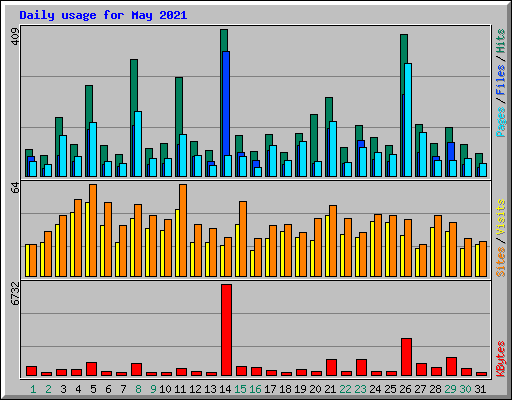 Daily usage for May 2021
409
Pages / Files / Hits
64
Sites / Visits
6732
KBytes
1 2 3 4 5 6 7 8 9 10 11 12 13 14 15 16 17 18 19 20 21 22 23 24 25 26 27 28 29 30 31